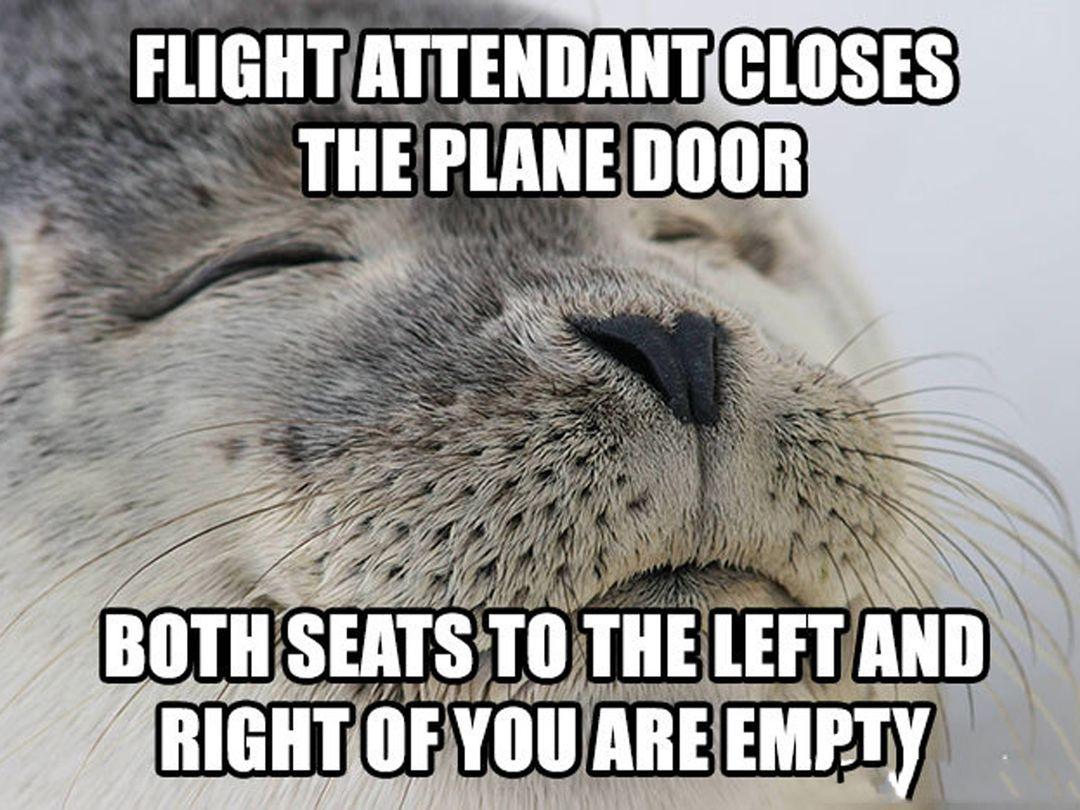 FLIGHT ATTENDANT CLOSES
THE PLANE DOOR
BOTH SEATS TO THE LEFT AND
RIGHT OF YOU ARE EMPTY